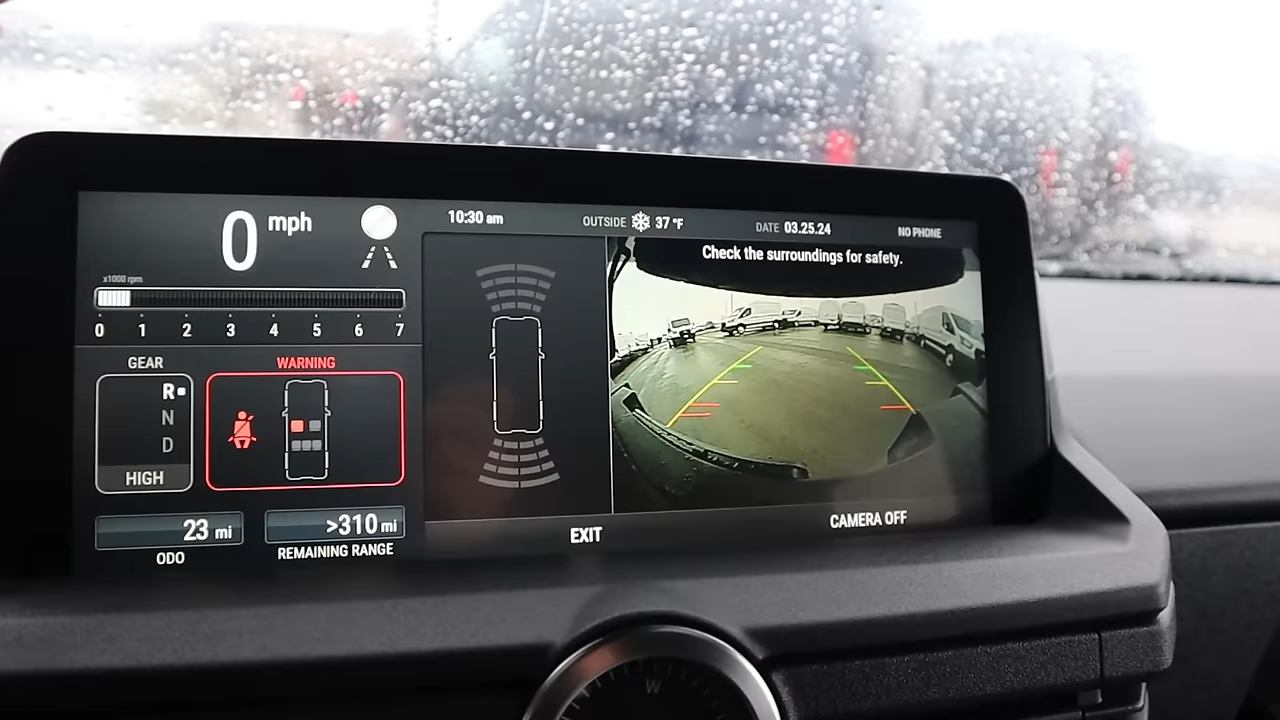 0 mph
x1000 rpm
0 1 2 3 4 5 6 7
GEAR
R
N
D
HIGH
WARNING
23 mi
ODO
>310 mi
REMAINING RANGE
10:30 am
OUTSIDE 37 °F
DATE 03.25.24
NO PHONE
Check the surroundings for safety.
EXIT
CAMERA OFF
W